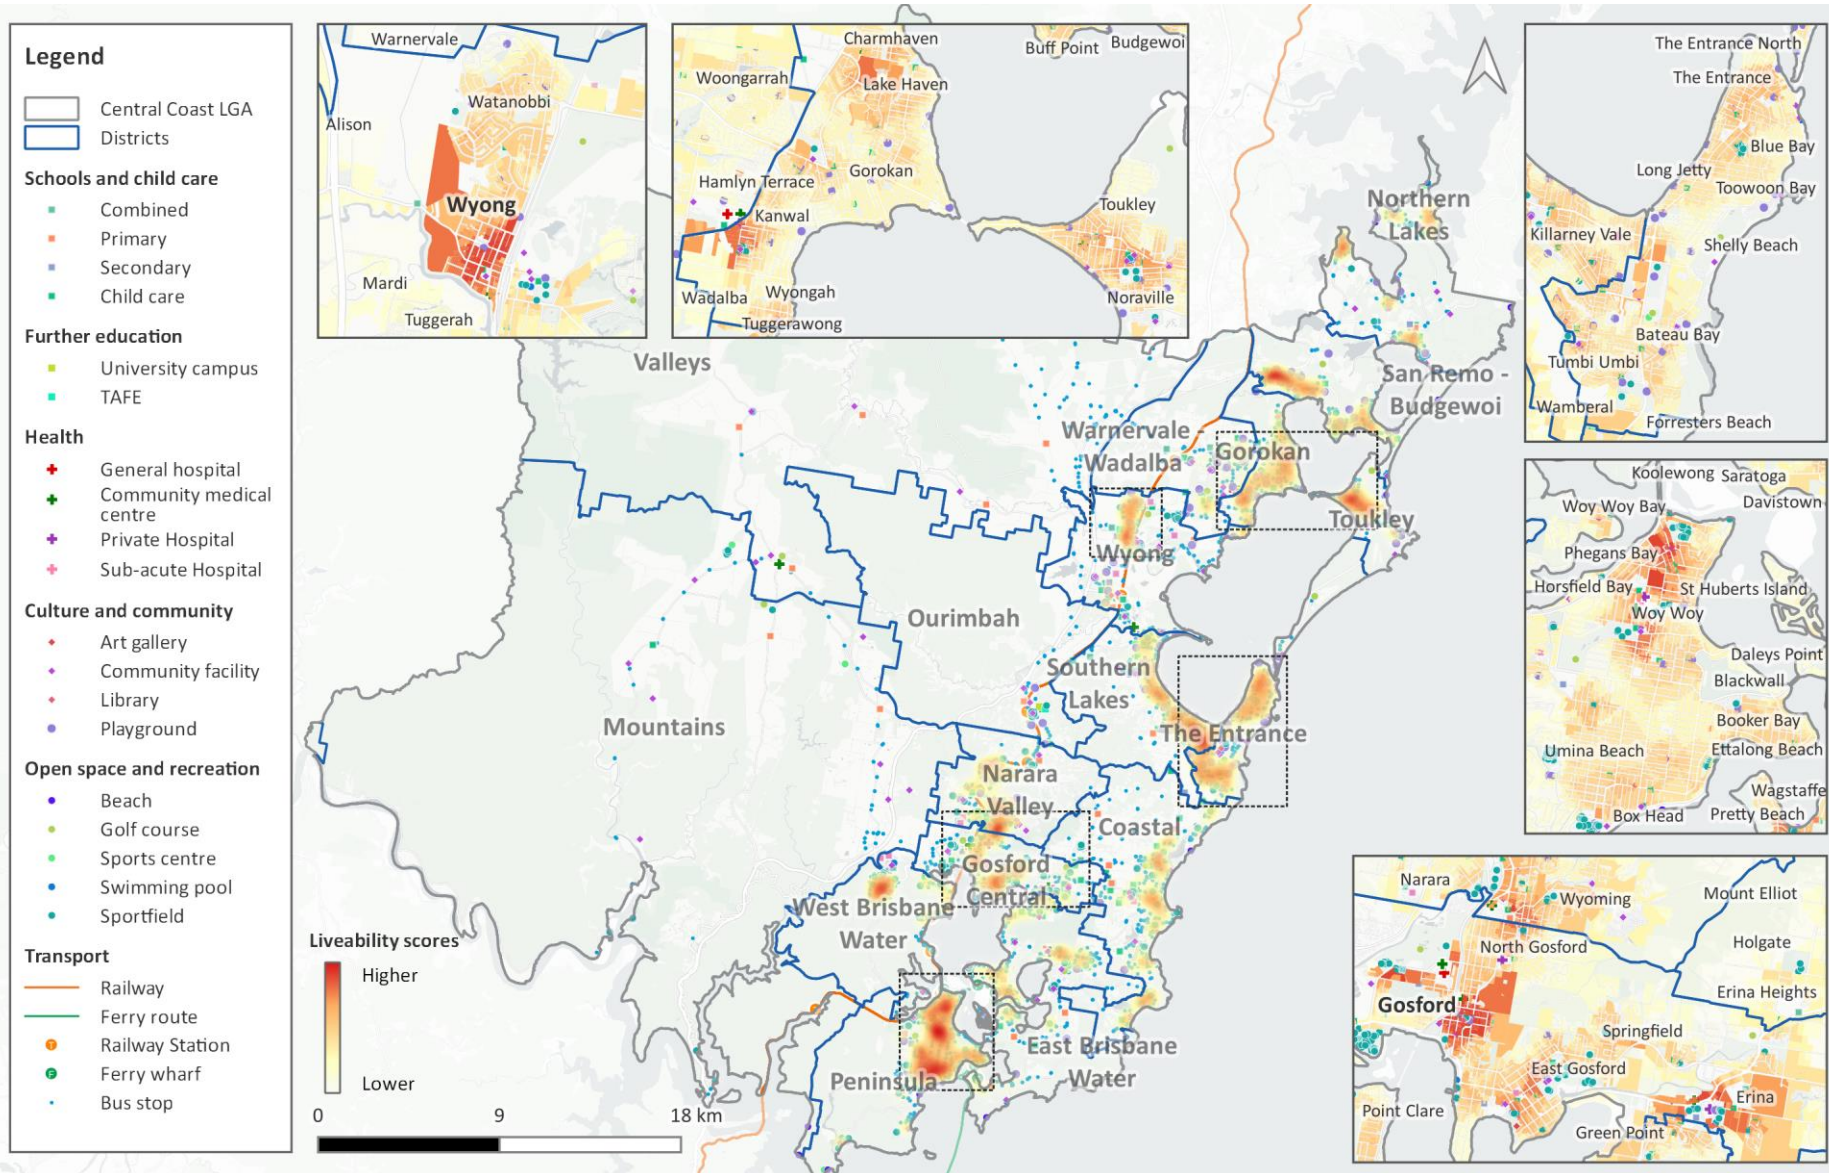 Legend
Central Coast LGA
Districts
Schools and child care
Combined
Primary
Secondary
Child care
Further education
University campus
TAFE
Health
General hospital
Community medical
centre
Private Hospital
Sub-acute Hospital
Culture and community
Art gallery
Community facility
Library
Playground
Open space and recreation
Beach
Golf course
Sports centre
Swimming pool
Sportfield
Transport
Railway
Ferry route
T Railway Station
F Ferry wharf
Bus stop
Warnervale
Watanobbi
Alison
Wyong
Mardi
Tuggerah
Charmhaven
Buff Point
Budgewoi
Woongarrah
Lake Haven
Hamlyn Terrace
Gorokan
Kanwal
Toukley
Wadalba
Wyongah
Noraville
Tuggerawong
The Entrance North
The Entrance
Blue Bay
Long Jetty
Toowoon Bay
Killarney Vale
Shelly Beach
Bateau Bay
Tumbi Umbi
Wamberal
Forresters Beach
Koolewong
Saratoga
Woy Woy Bay
Davistown
Phegans Bay
Horsfield Bay
St Huberts Island
Woy Woy
Daleys Point
Blackwall
Booker Bay
Umina Beach
Ettalong Beach
Wagstaffe
Box Head
Pretty Beach
Narara
Wyoming
Mount Elliot
North Gosford
Holgate
Gosford
Erina Heights
Springfield
East Gosford
Point Clare
Erina
Green Point
Northern
Lakes
Valleys
San Remo -
Budgewoi
Warnervale -
Wadalba
Gorokan
Toukley
Wyong
Ourimbah
Southern
Lakes
Mountains
The Entrance
Narara
Valley
Coastal
Gosford
Central
West Brisbane
Water
East Brisbane
Water
Peninsula
Liveability scores
Higher
Lower
0 9 18 km